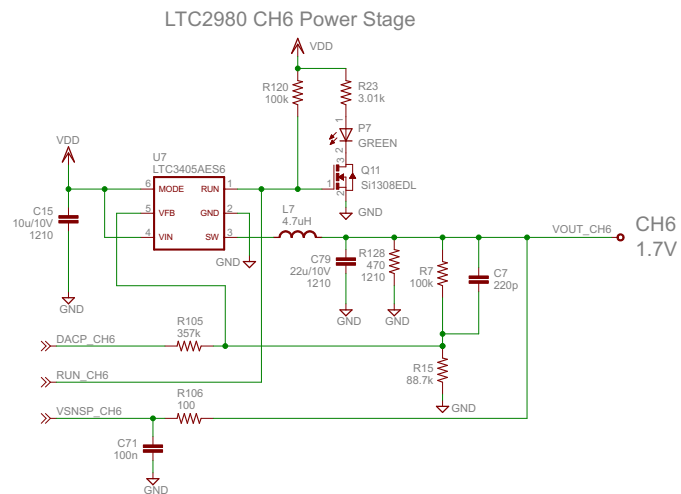 LTC2980 CH6 Power Stage
VDD
R120
100k
R23
3.01k
1
P7
GREEN
2
VDD
U7
LTC3405AES6
3
Q11
Si1308EDL
1
2
6
MODE
RUN
1
5
VFB
GND
2
4
VIN
SW
3
C15
10u/10V
1210
GND
L7
4.7uH
GND
VOUT_CH6
CH6
1.7V
GND
C79
22u/10V
1210
R128
470
1210
R7
100k
C7
220p
GND
GND
DACP_CH6
R105
357k
R15
88.7k
RUN_CH6
GND
VSNSP_CH6
R106
100
C71
100n
GND